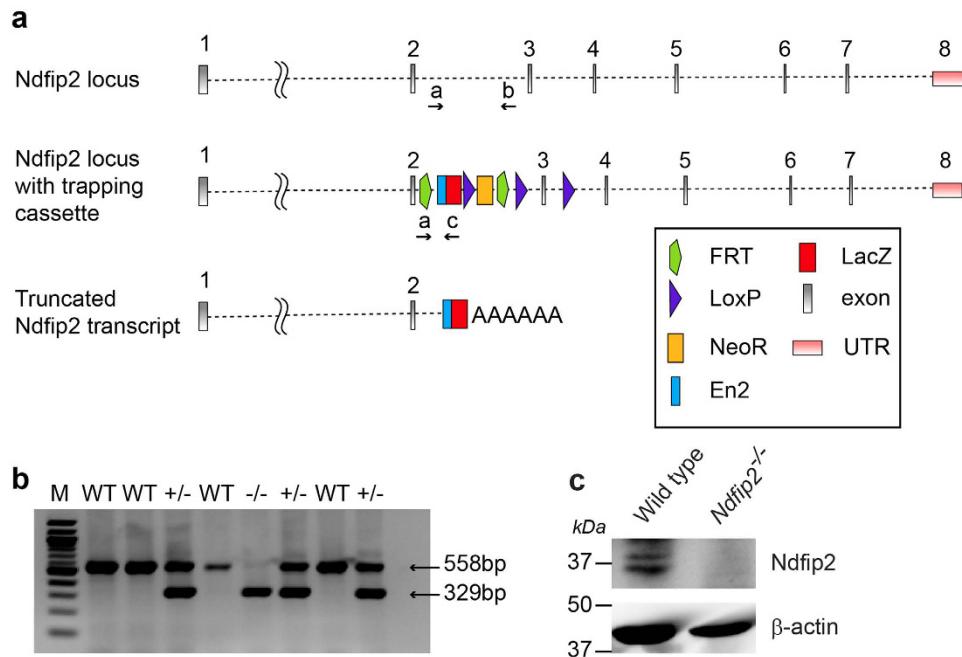 a
1 2 3 4 5 6 7 8
Ndfip2 locus
a b
Ndfip2 locus
with trapping
cassette
1 2 3 4 5 6 7 8
a c
Truncated
Ndfip2 transcript
1 2
AAAAAA
FRT LacZ
LoxP exon
NeoR UTR
En2
b
M WT WT +/- WT -/- +/- WT +/-
558bp
329bp
c
Wild type Ndfip2-/-
kDa
37 Ndfip2
50
β-actin
37